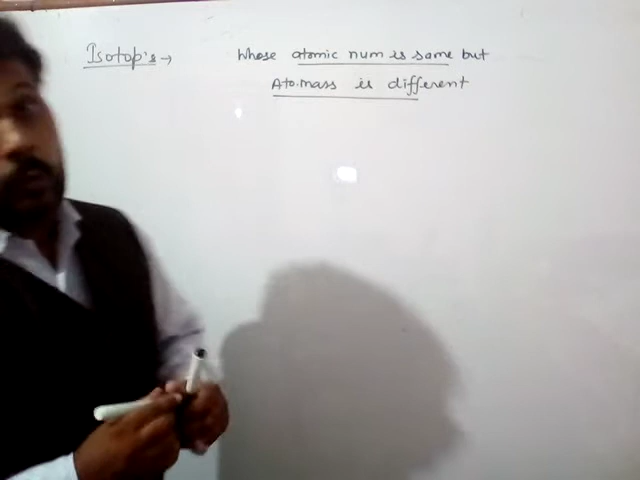 Isotop's → Whose atomic num is same but
Ato.mass is different